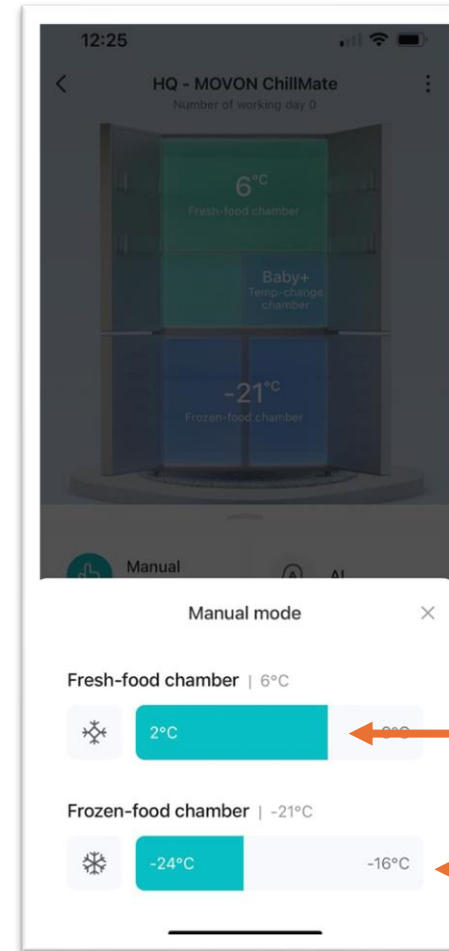 12:25
HQ - MOVON ChillMate
Number of working day 0
6°C
Fresh-food chamber
Baby+
Temp-change
chamber
-21°C
Frozen-food chamber
Manual
Manual mode
Fresh-food chamber | 6°C
2°C
Frozen-food chamber | -21°C
-24°C -16°C